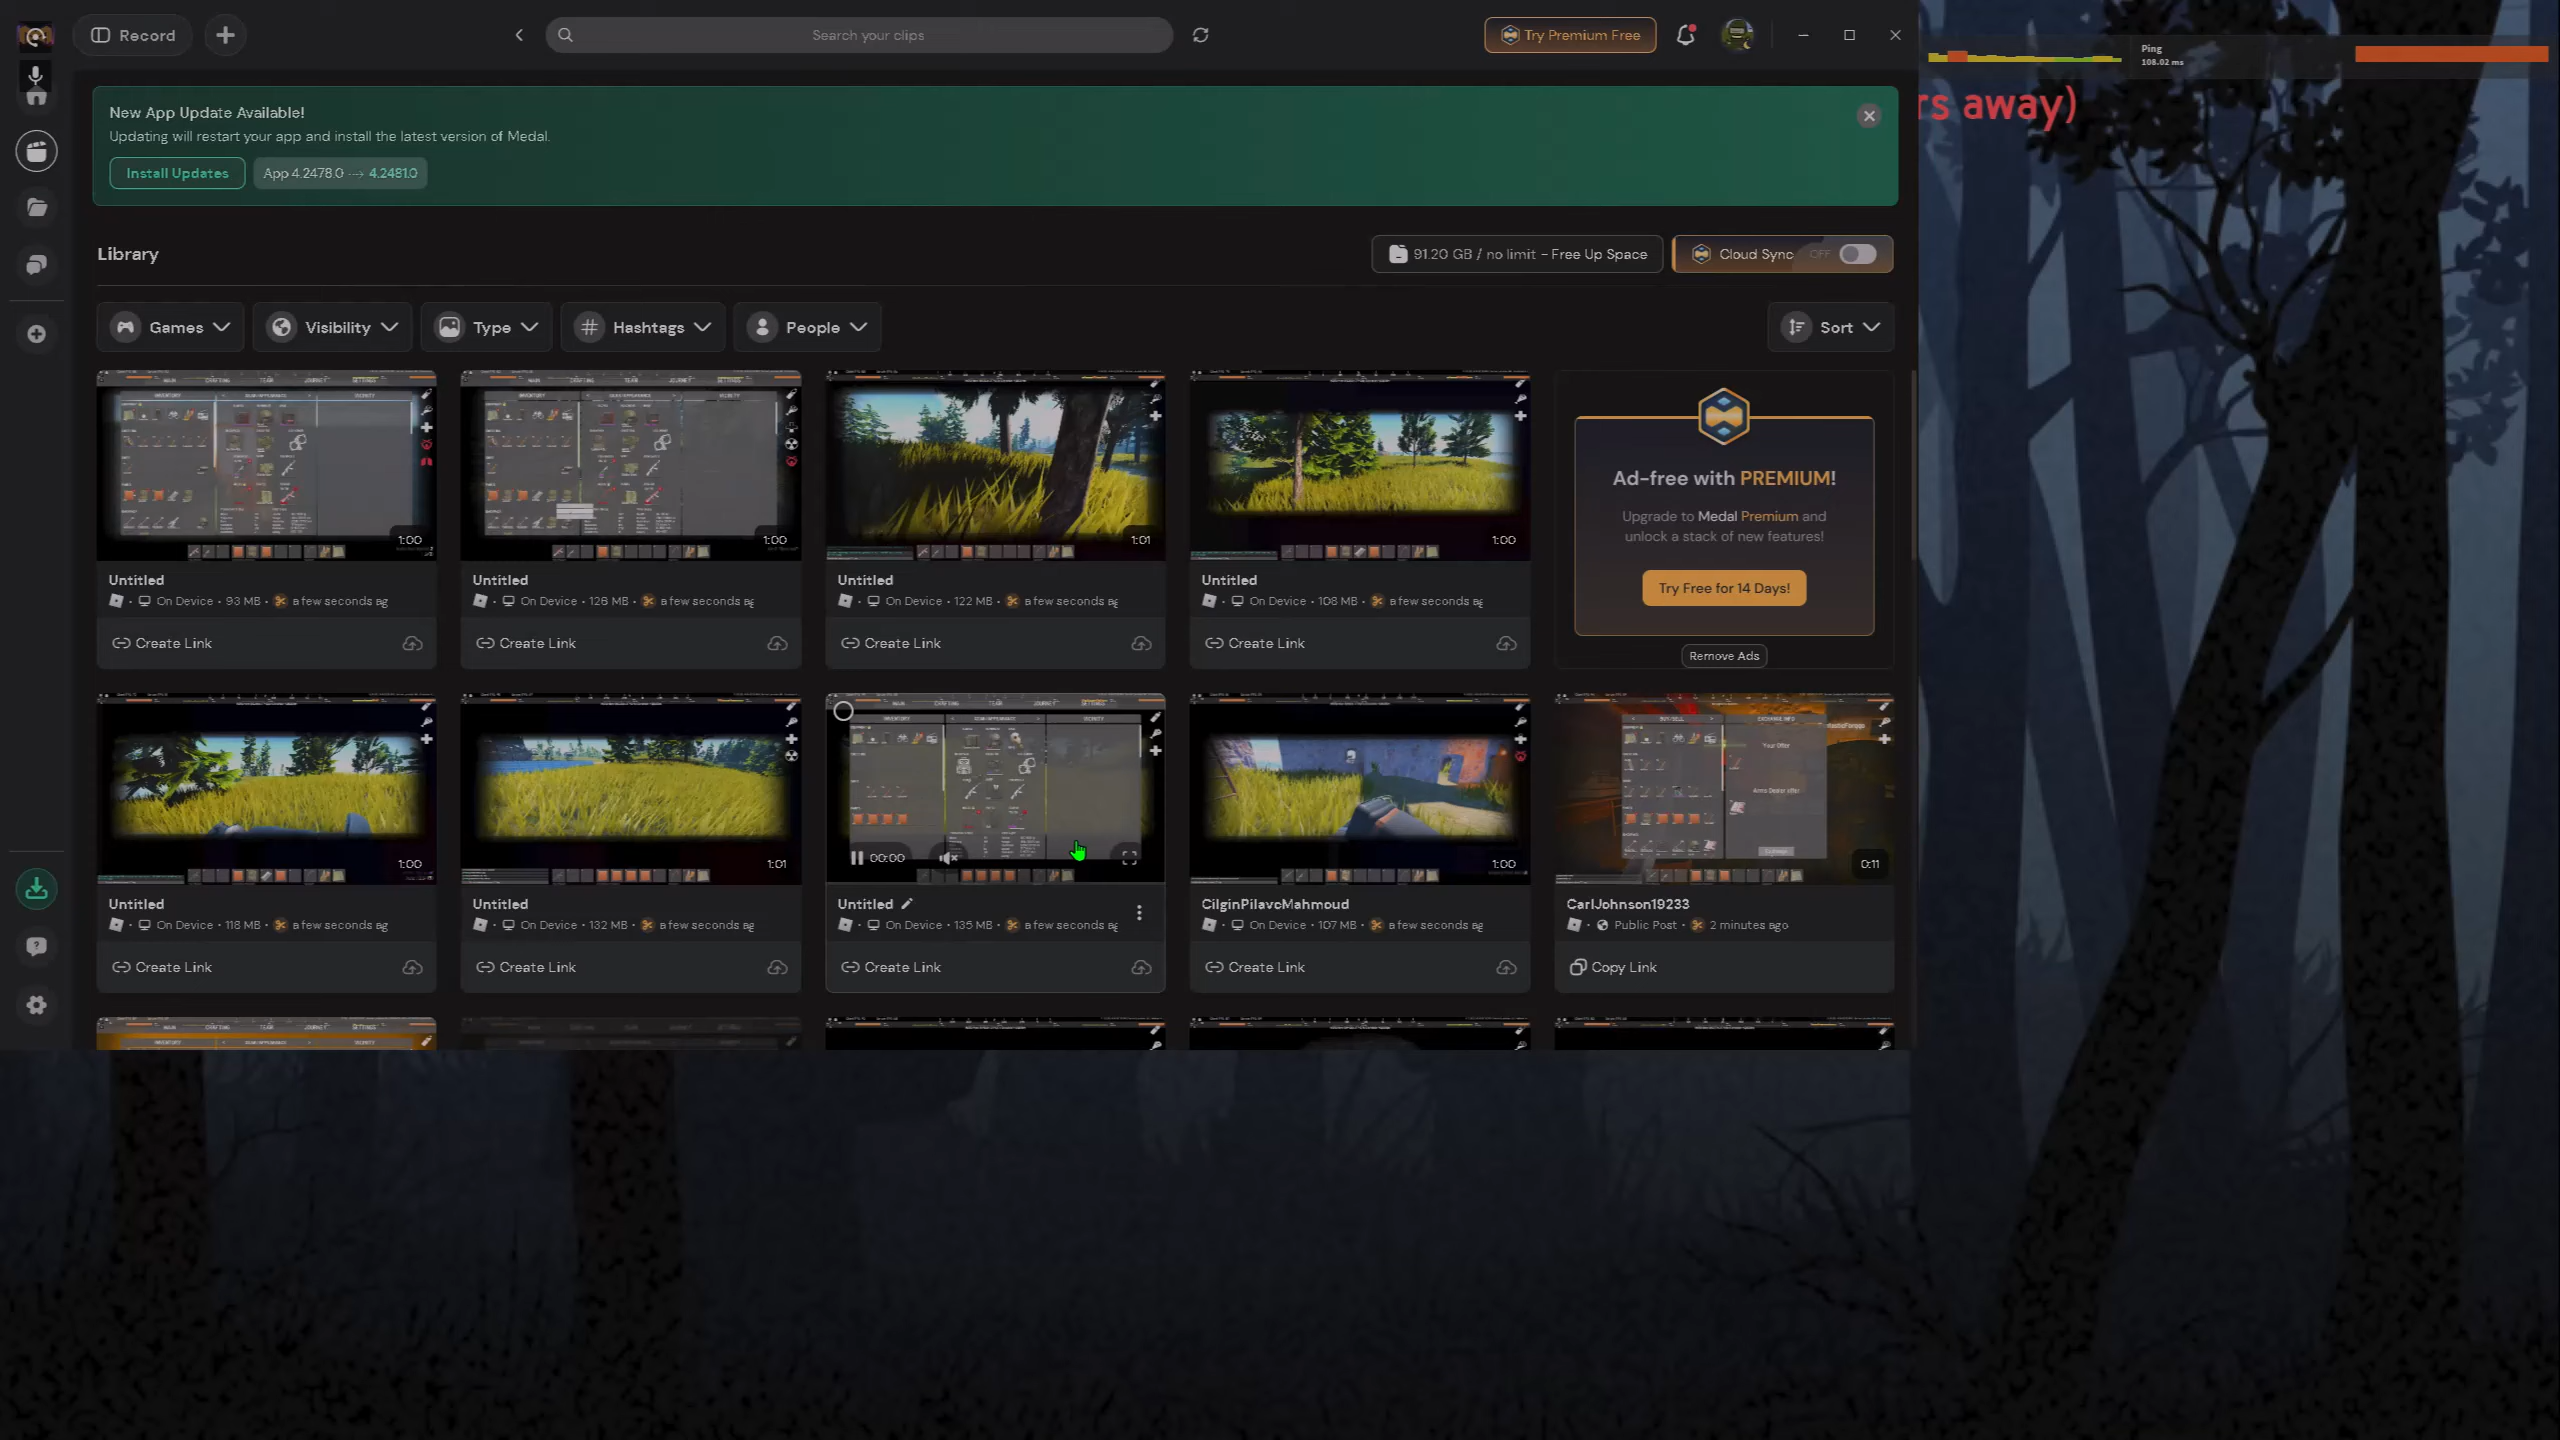 Record
Search your clips
Try Premium Free
Ping
108.02 ms
rs away)
New App Update Available!
Updating will restart your app and install the latest version of Medal.
Install Updates
App 4.2478.0 → 4.2481.0
Library
91.20 GB / no limit - Free Up Space
Cloud Sync
OFF
Games
Visibility
Type
Hashtags
People
Sort
1:00
1:00
1:01
1:00
Ad-free with PREMIUM!
Upgrade to Medal Premium and
unlock a stack of new features!
Try Free for 14 Days!
Remove Ads
Untitled
On Device • 93 MB • a few seconds ag
Create Link
Untitled
On Device • 126 MB • a few seconds ag
Create Link
Untitled
On Device • 122 MB • a few seconds ag
Create Link
Untitled
On Device • 108 MB • a few seconds ag
Create Link
1:00
1:01
00:00
1:00
0:11
Untitled
On Device • 118 MB • a few seconds ag
Create Link
Untitled
On Device • 132 MB • a few seconds ag
Create Link
Untitled
On Device • 135 MB • a few seconds ag
Create Link
CilginPilavcMahmoud
On Device • 107 MB • a few seconds ag
Create Link
CarlJohnson19233
Public Post • 2 minutes ago
Copy Link